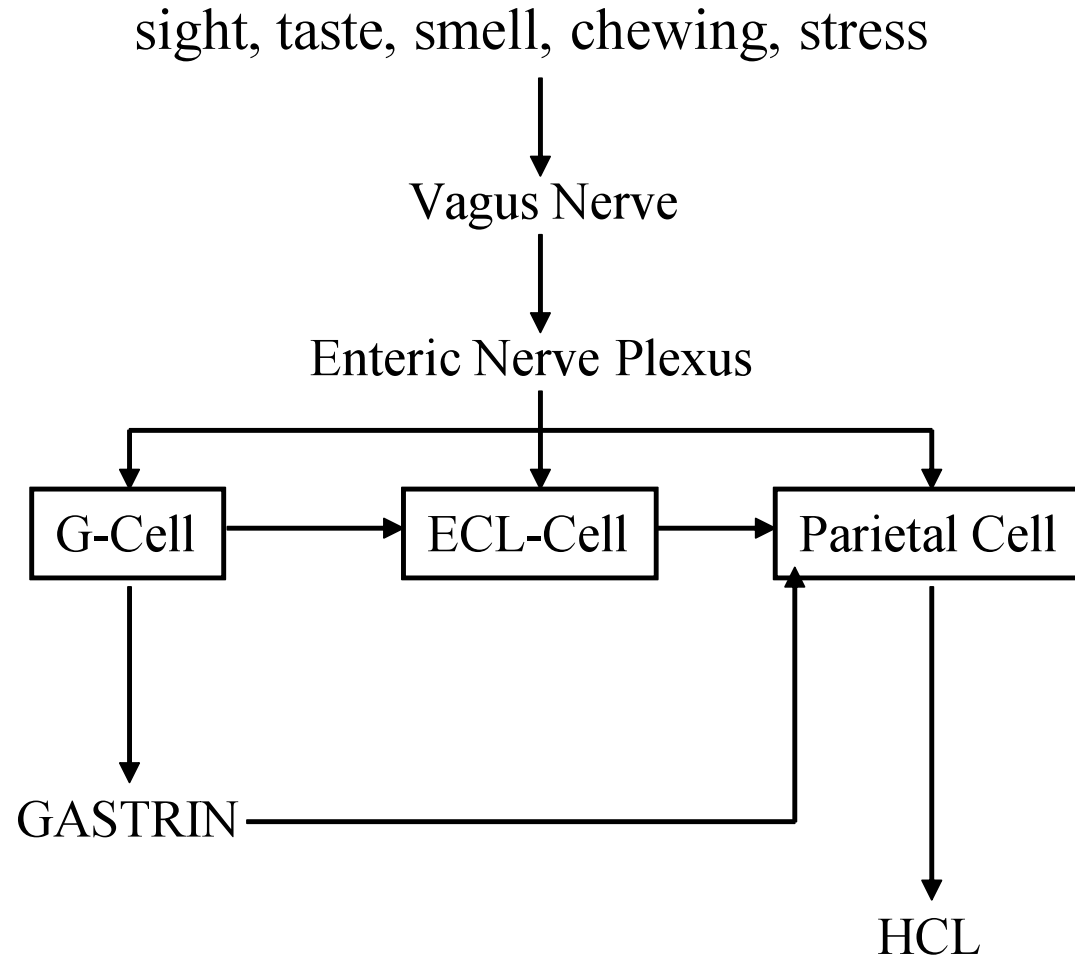 sight, taste, smell, chewing, stress
Vagus Nerve
Enteric Nerve Plexus
G-Cell
ECL-Cell
Parietal Cell
GASTRIN
HCL